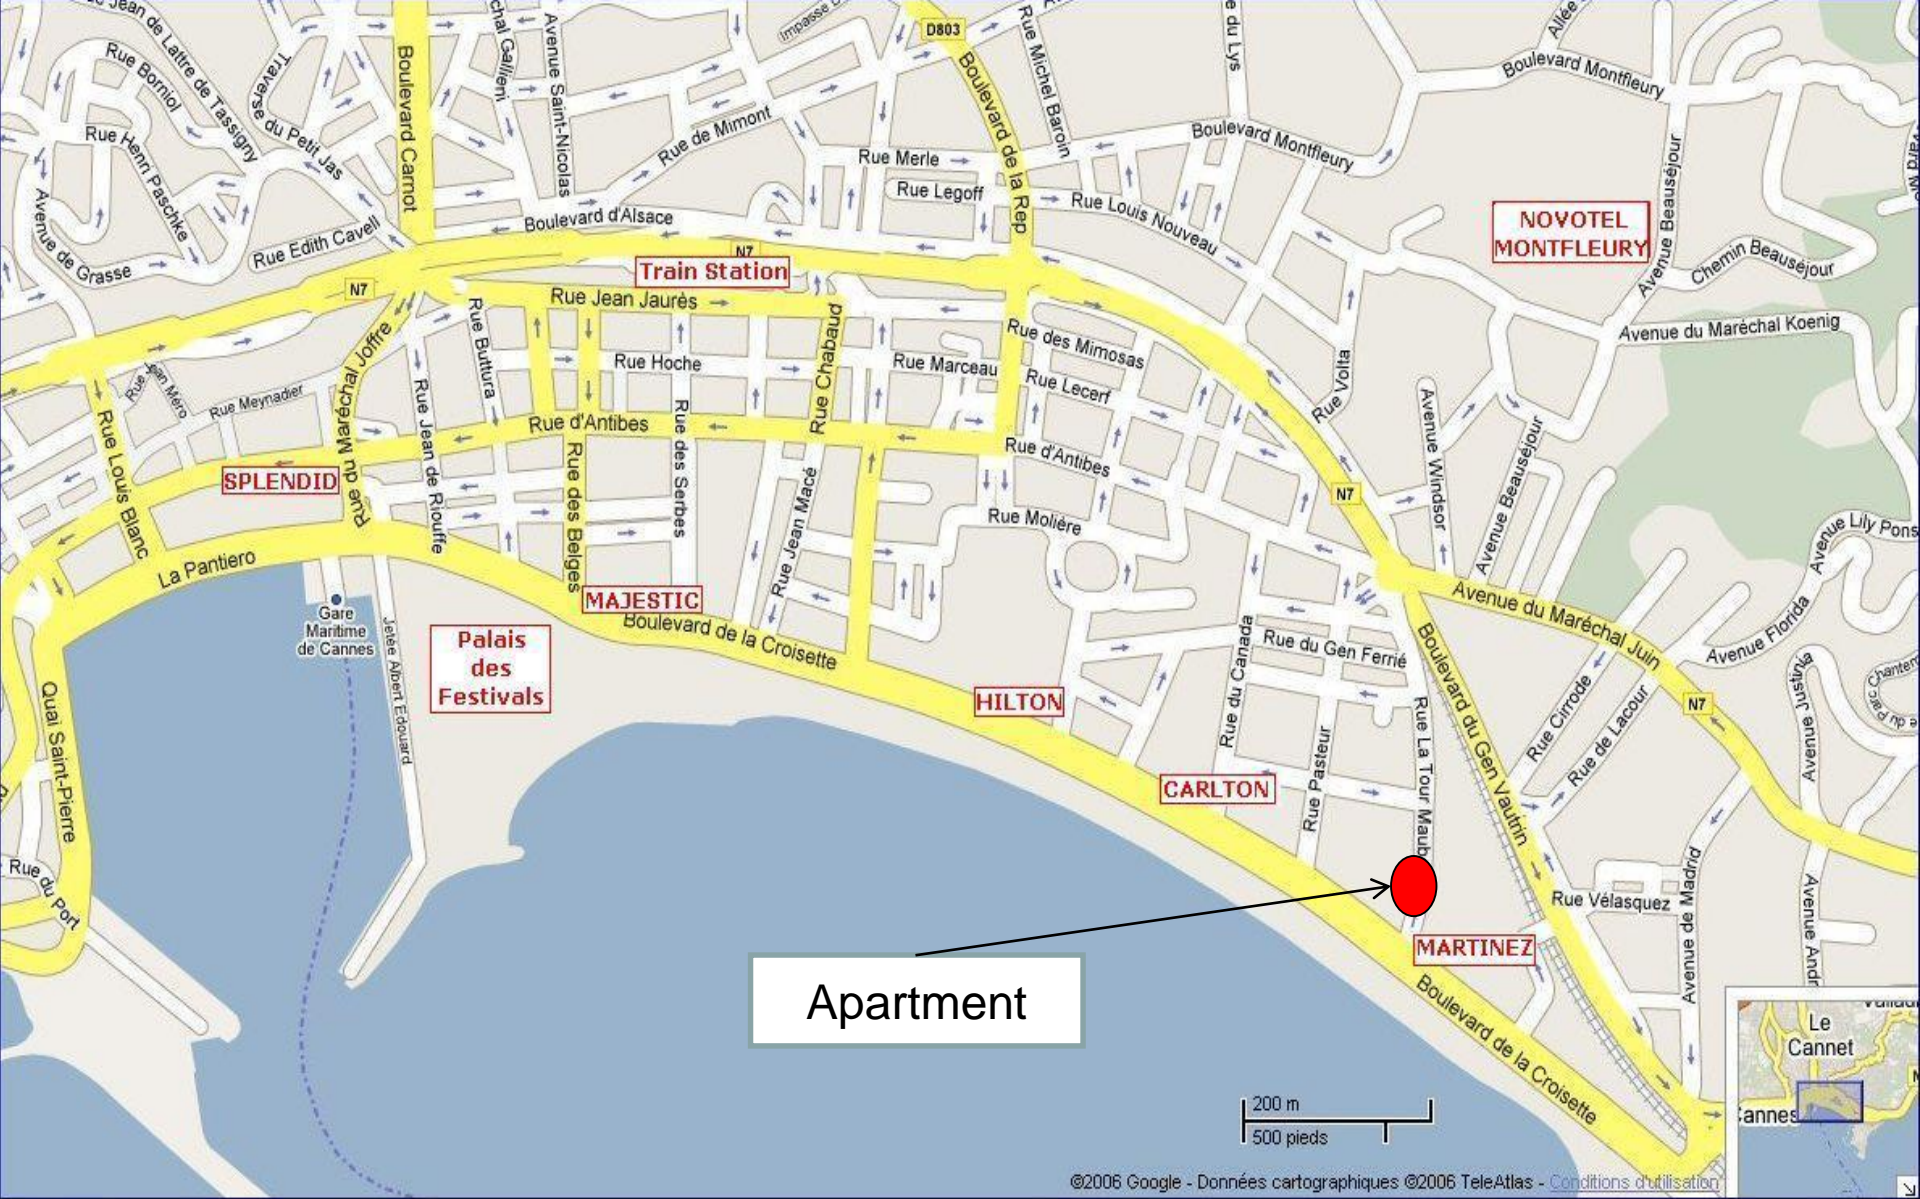 Jean de Lattre de Tassigny
Rue Borniol
Traverse du Petit Jas
Rue Henri Paschke
Avenue de Grasse
Rue Edith Cavell
Boulevard Carnot
Avenue Saint-Nicolas
Rue de Mimont
Impasse
D803
Boulevard de la Rep
Rue Michel Baroin
Rue Merle
Rue Legoff
Rue Louis Nouveau
Boulevard Montfleury
Boulevard Montfleury
Allée
NOVOTEL
MONTFLEURY
Avenue Beauséjour
Chemin Beauséjour
Avenue du Maréchal Koenig
Boulevard d'Alsace
N7
N7
Train Station
Rue Jean Jaurès
Rue Buttura
Rue Hoche
Rue Chabaud
Rue Marceau
Rue des Mimosas
Rue Lecerf
Rue Volta
Avenue Windsor
Avenue Beauséjour
Rue Jean Méro
Rue Meynadier
Rue du Maréchal Joffre
Rue Jean de Riouffe
Rue d'Antibes
Rue d'Antibes
Rue Louis Blanc
SPLENDID
Rue des Belges
Rue des Serbes
Rue Jean Macé
Rue Molière
N7
Avenue Lily Pons
La Pantiero
MAJESTIC
Boulevard de la Croisette
Gare
Maritime
de Cannes
Jetée Albert Edouard
Palais
des
Festivals
HILTON
Rue du Canada
Rue du Gen Ferrié
Avenue du Maréchal Juin
Avenue Florida
Boulevard du Gen Vautrin
Rue Cirrode
Rue de Lacour
N7
Avenue Justinia
Quai Saint-Pierre
Rue du Port
CARLTON
Rue Pasteur
Rue La Tour Maub
Rue Vélasquez
Avenue de Madrid
Avenue Andr
MARTINEZ
Apartment
Boulevard de la Croisette
Le
Cannet
Cannes
200 m
500 pieds
©2006 Google - Données cartographiques ©2006 TeleAtlas - Conditions d'utilisation